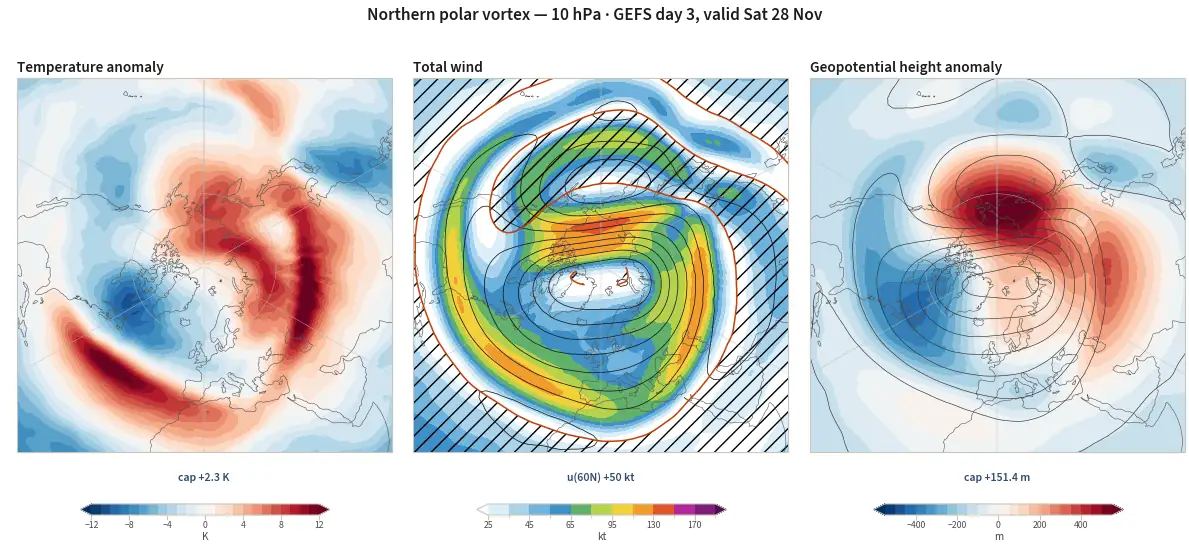 Northern polar vortex — 10 hPa · GEFS day 3, valid Sat 28 Nov
Temperature anomaly
Total wind
Geopotential height anomaly
cap +2.3 K
u(60N) +50 kt
cap +151.4 m
−12 −8 −4 0 4 8 12
K
25 45 65 95 130 170
kt
−400 −200 0 200 400
m